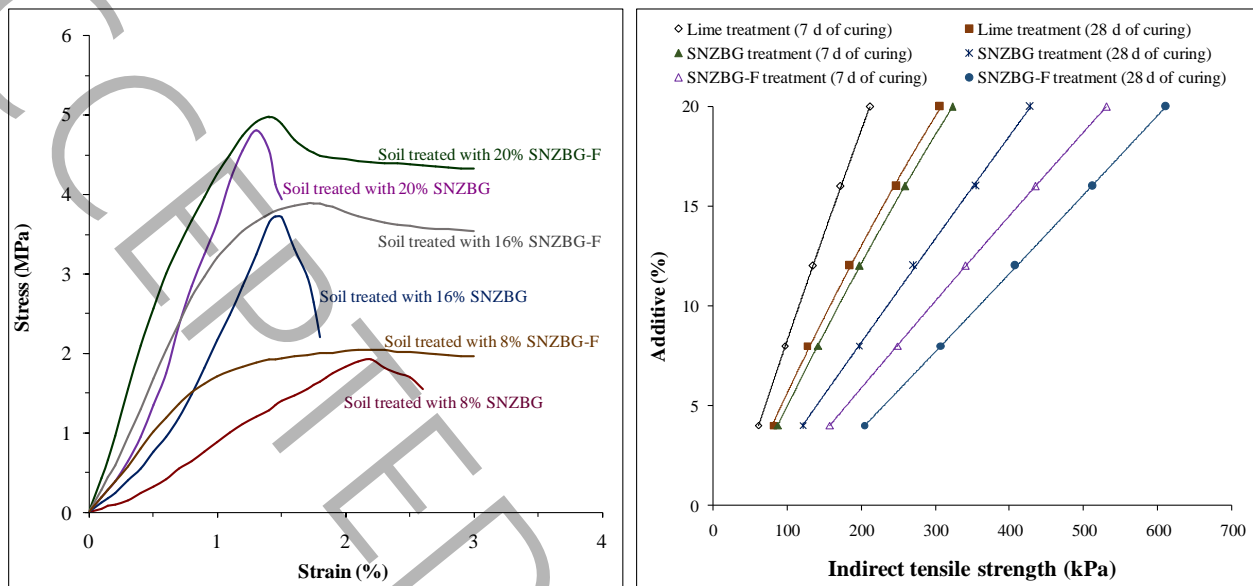 6
5
4
3
2
1
0
0
1
2
3
4
Stress (MPa)
Strain (%)
Soil treated with 20% SNZBG-F
Soil treated with 20% SNZBG
Soil treated with 16% SNZBG-F
Soil treated with 16% SNZBG
Soil treated with 8% SNZBG-F
Soil treated with 8% SNZBG
Lime treatment (7 d of curing)
Lime treatment (28 d of curing)
SNZBG treatment (7 d of curing)
SNZBG treatment (28 d of curing)
SNZBG-F treatment (7 d of curing)
SNZBG-F treatment (28 d of curing)
20
15
10
5
0
0
100
200
300
400
500
600
700
Additive (%)
Indirect tensile strength (kPa)